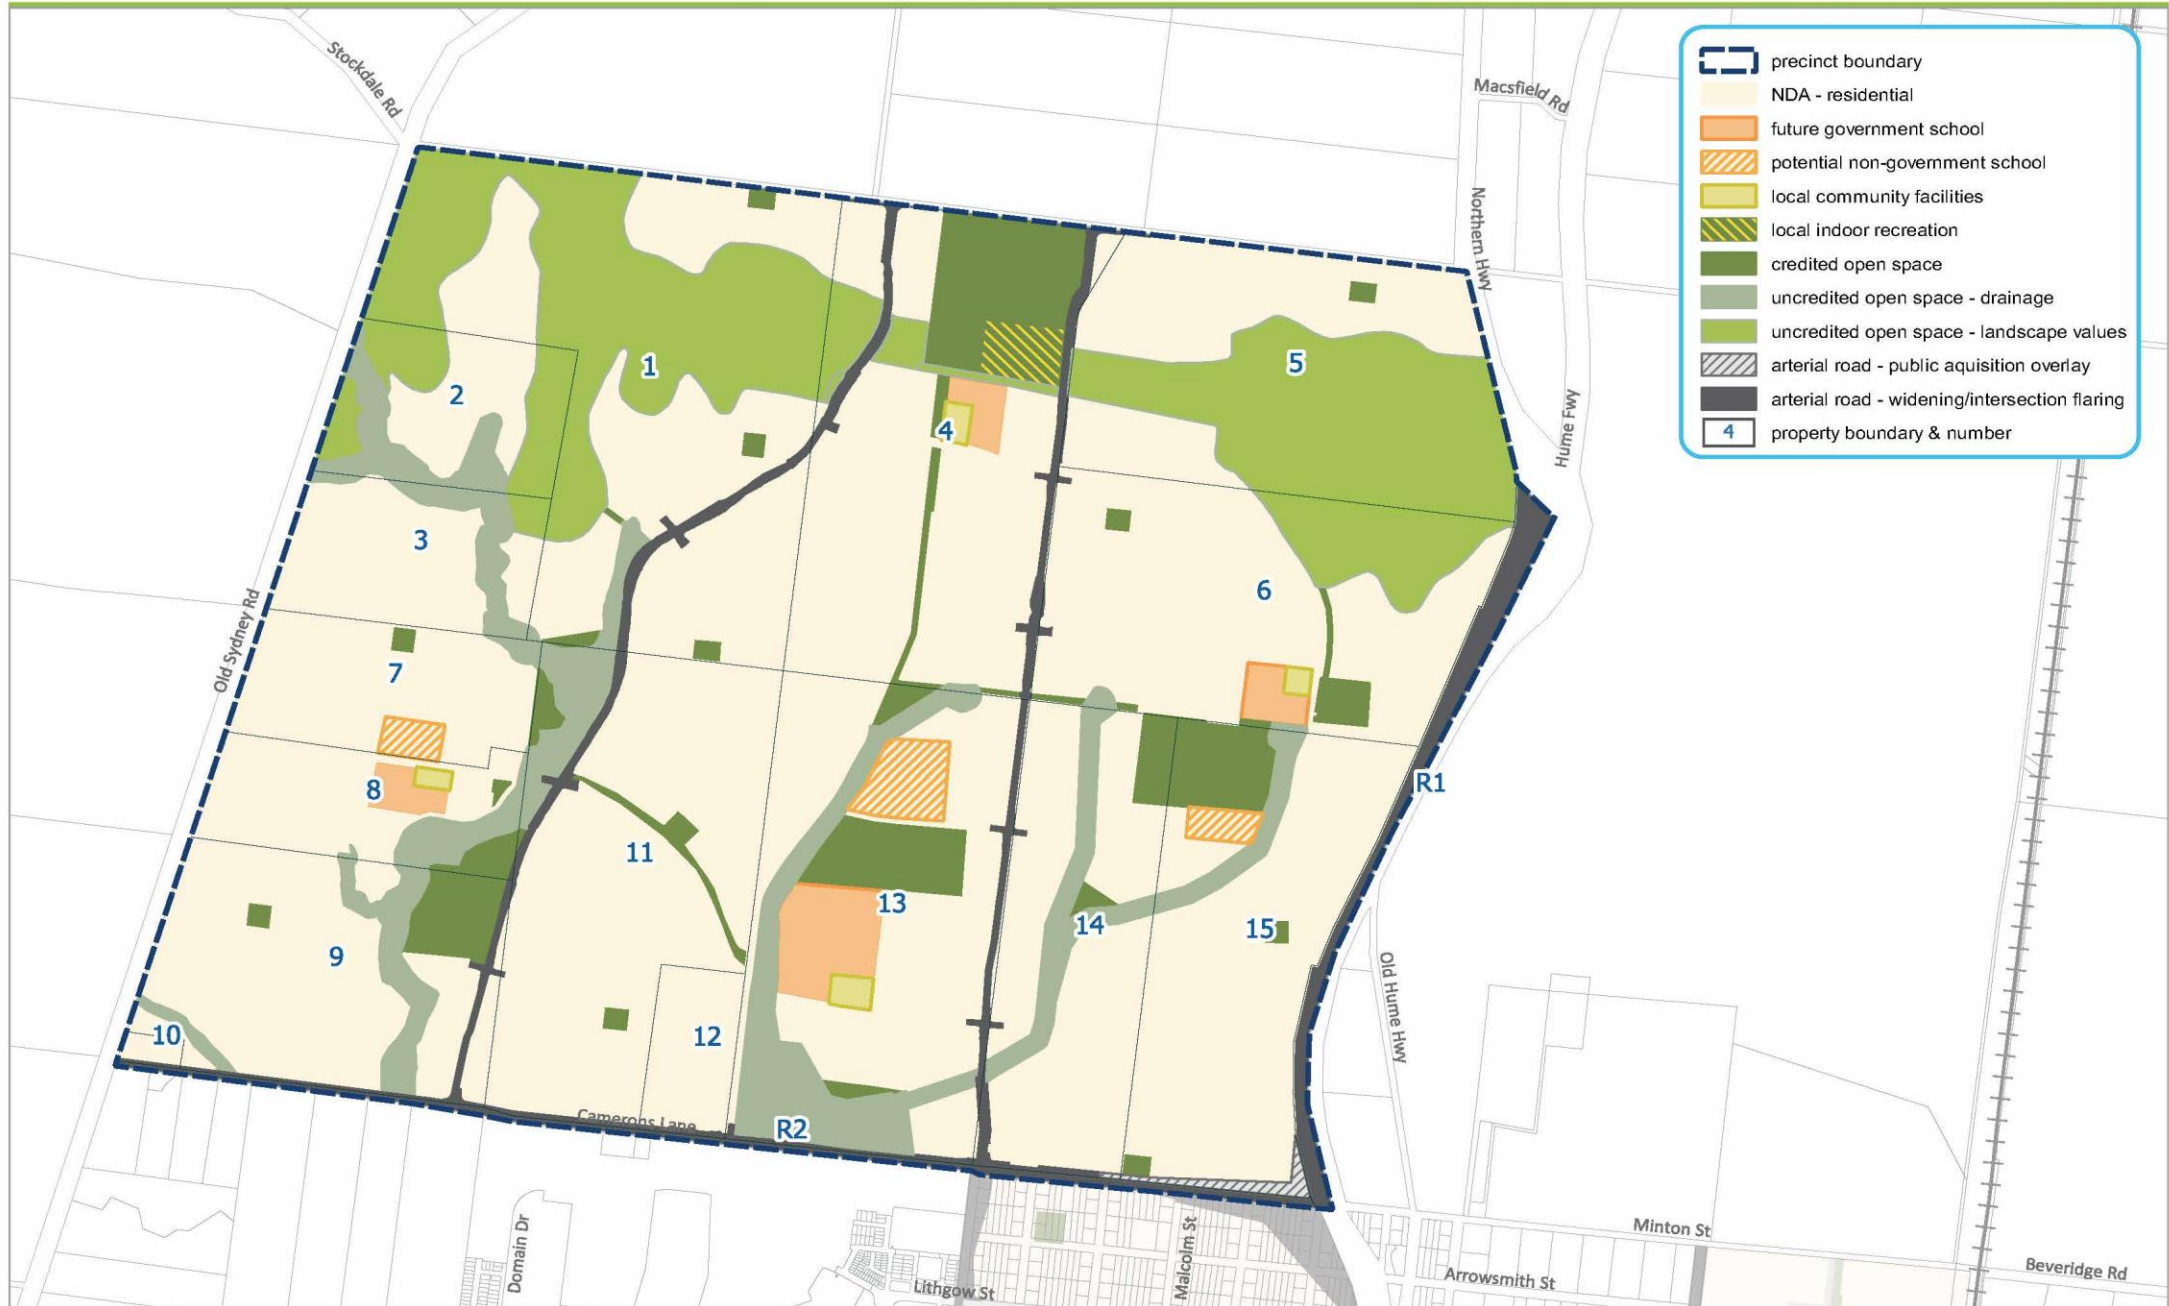 Stockdale Rd
Macsfield Rd
Northern Hwy
Hume Fwy
precinct boundary
NDA - residential
future government school
potential non-government school
local community facilities
local indoor recreation
credited open space
uncredited open space - drainage
uncredited open space - landscape values
arterial road - public aquisition overlay
arterial road - widening/intersection flaring
4 property boundary & number
1
2
5
4
3
6
Old Sydney Rd
7
8
R1
11
13
14
15
9
10
12
Old Hume Hwy
Camerons Lane
R2
Domain Dr
Malcolm St
Minton St
Lithgow St
Arrowsmith St
Beveridge Rd